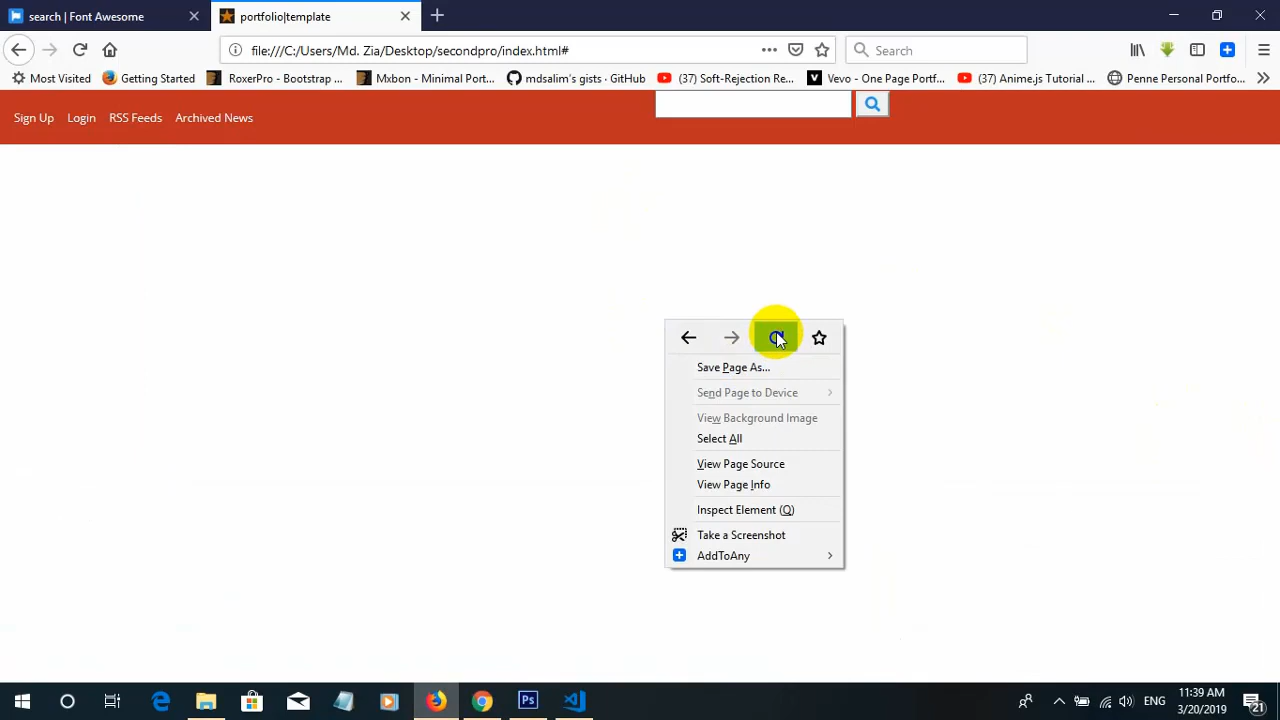 search | Font Awesome
portfolio|template
file:///C:/Users/Md. Zia/Desktop/secondpro/index.html#
Search
Most Visited
Getting Started
RoxerPro - Bootstrap ...
Mxbon - Minimal Port...
mdsalim's gists · GitHub
(37) Soft-Rejection Re...
Vevo - One Page Portf...
(37) Anime.js Tutorial ...
Penne Personal Portfo...
Sign Up
Login
RSS Feeds
Archived News
Save Page As...
Send Page to Device
View Background Image
Select All
View Page Source
View Page Info
Inspect Element (Q)
Take a Screenshot
AddToAny
Ps
ENG
11:39 AM
3/20/2019
21